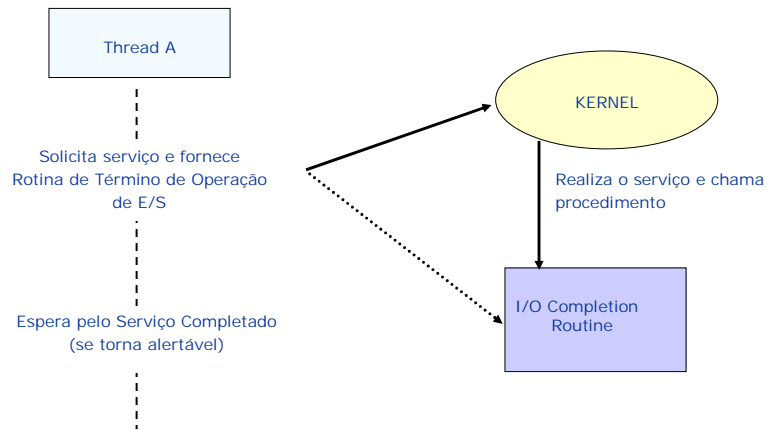 Thread A
KERNEL
Solicita serviço e fornece
Rotina de Término de Operação
de E/S
Realiza o serviço e chama
procedimento
Espera pelo Serviço Completado
(se torna alertável)
I/O Completion
Routine